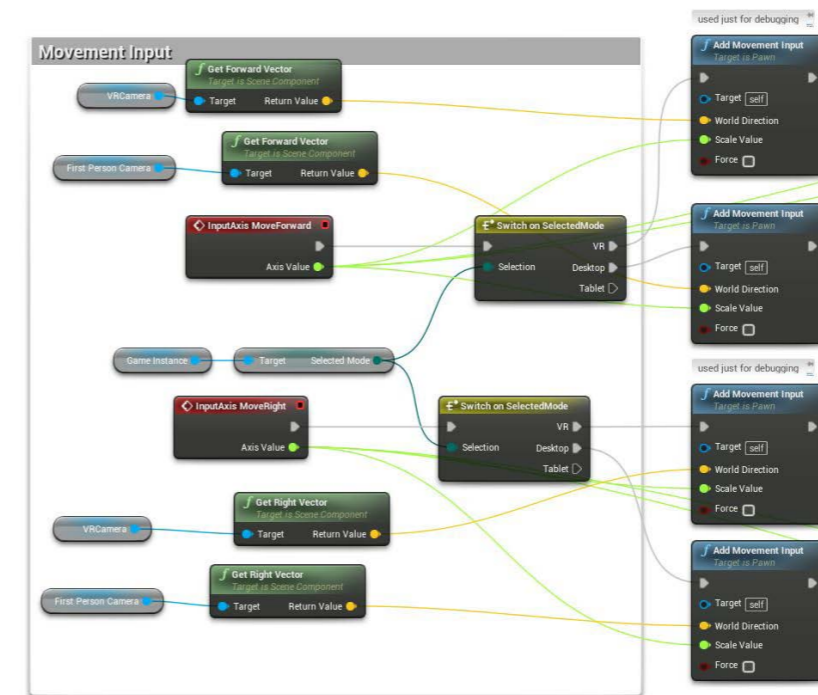 used just for debugging
Movement Input
Get Forward Vector
Target is Scene Component
VRCamera
Target Return Value
Add Movement Input
Target is Pawn
Target self
World Direction
Scale Value
Force
Get Forward Vector
Target is Scene Component
First Person Camera
Target Return Value
InputAxis MoveForward
Axis Value
Switch on SelectedMode
VR
Selection Desktop
Tablet
Add Movement Input
Target is Pawn
Target self
World Direction
Scale Value
Force
Game Instance
Target Selected Mode
used just for debugging
InputAxis MoveRight
Axis Value
Switch on SelectedMode
VR
Selection Desktop
Tablet
Add Movement Input
Target is Pawn
Target self
World Direction
Scale Value
Force
Get Right Vector
Target is Scene Component
VRCamera
Target Return Value
Get Right Vector
Target is Scene Component
First Person Camera
Target Return Value
Add Movement Input
Target is Pawn
Target self
World Direction
Scale Value
Force